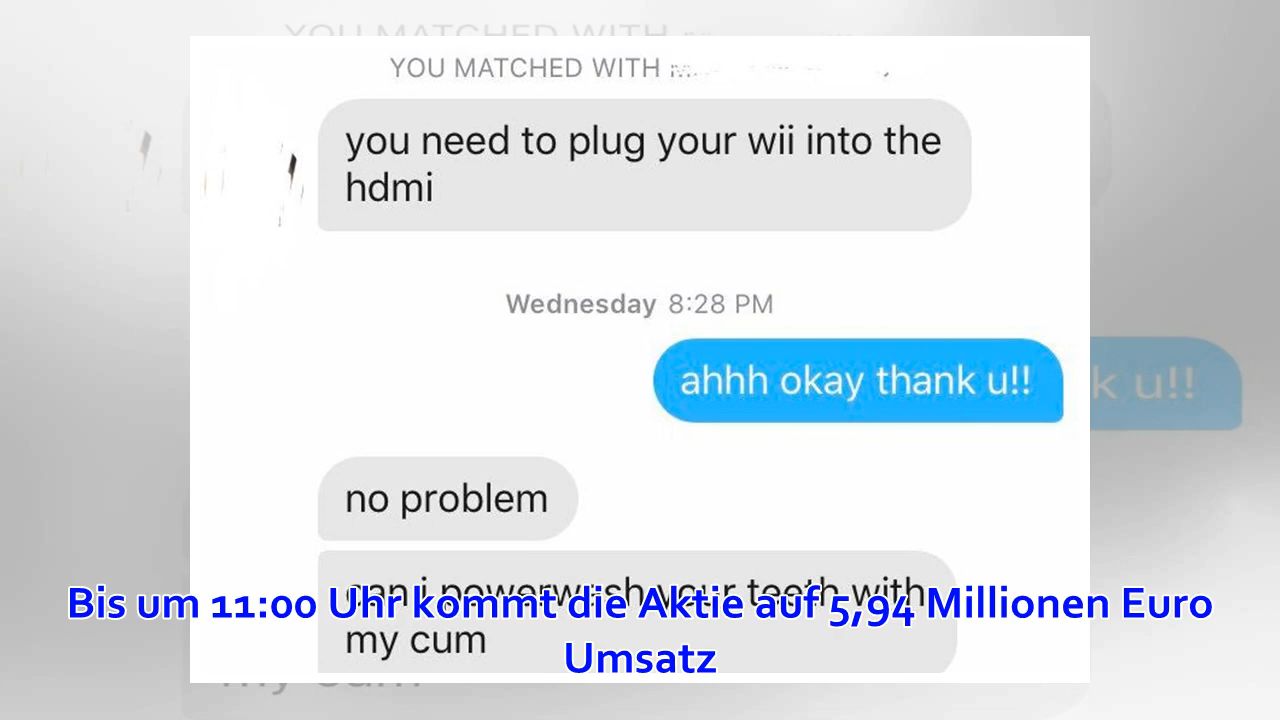 YOU MATCHED WITH
you need to plug your wii into the
hdmi
Wednesday 8:28 PM
ahhh okay thank u!!
k u!!
no problem
can i powerwash your teeth with
my cum
Bis um 11:00 Uhr kommt die Aktie auf 5,94 Millionen Euro
Umsatz